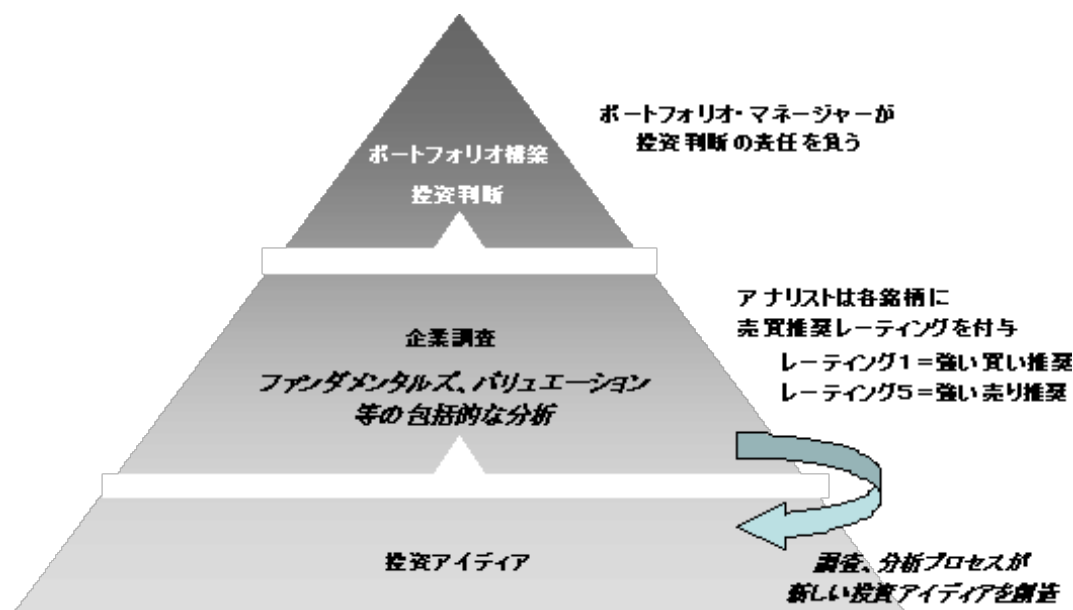 ポートフォリオ・マネージャーが
投資判断の責任を負う
ポートフォリオ構築
投資判断
アナリストは各銘柄に
売買推奨レーティングを付与
レーティング1=強い買い推奨
レーティング5=強い売り推奨
企業調査
ファンダメンタルズ、バリュエーション
等の包括的な分析
投資アイディア
調査、分析プロセスが
新しい投資アイディアを創造